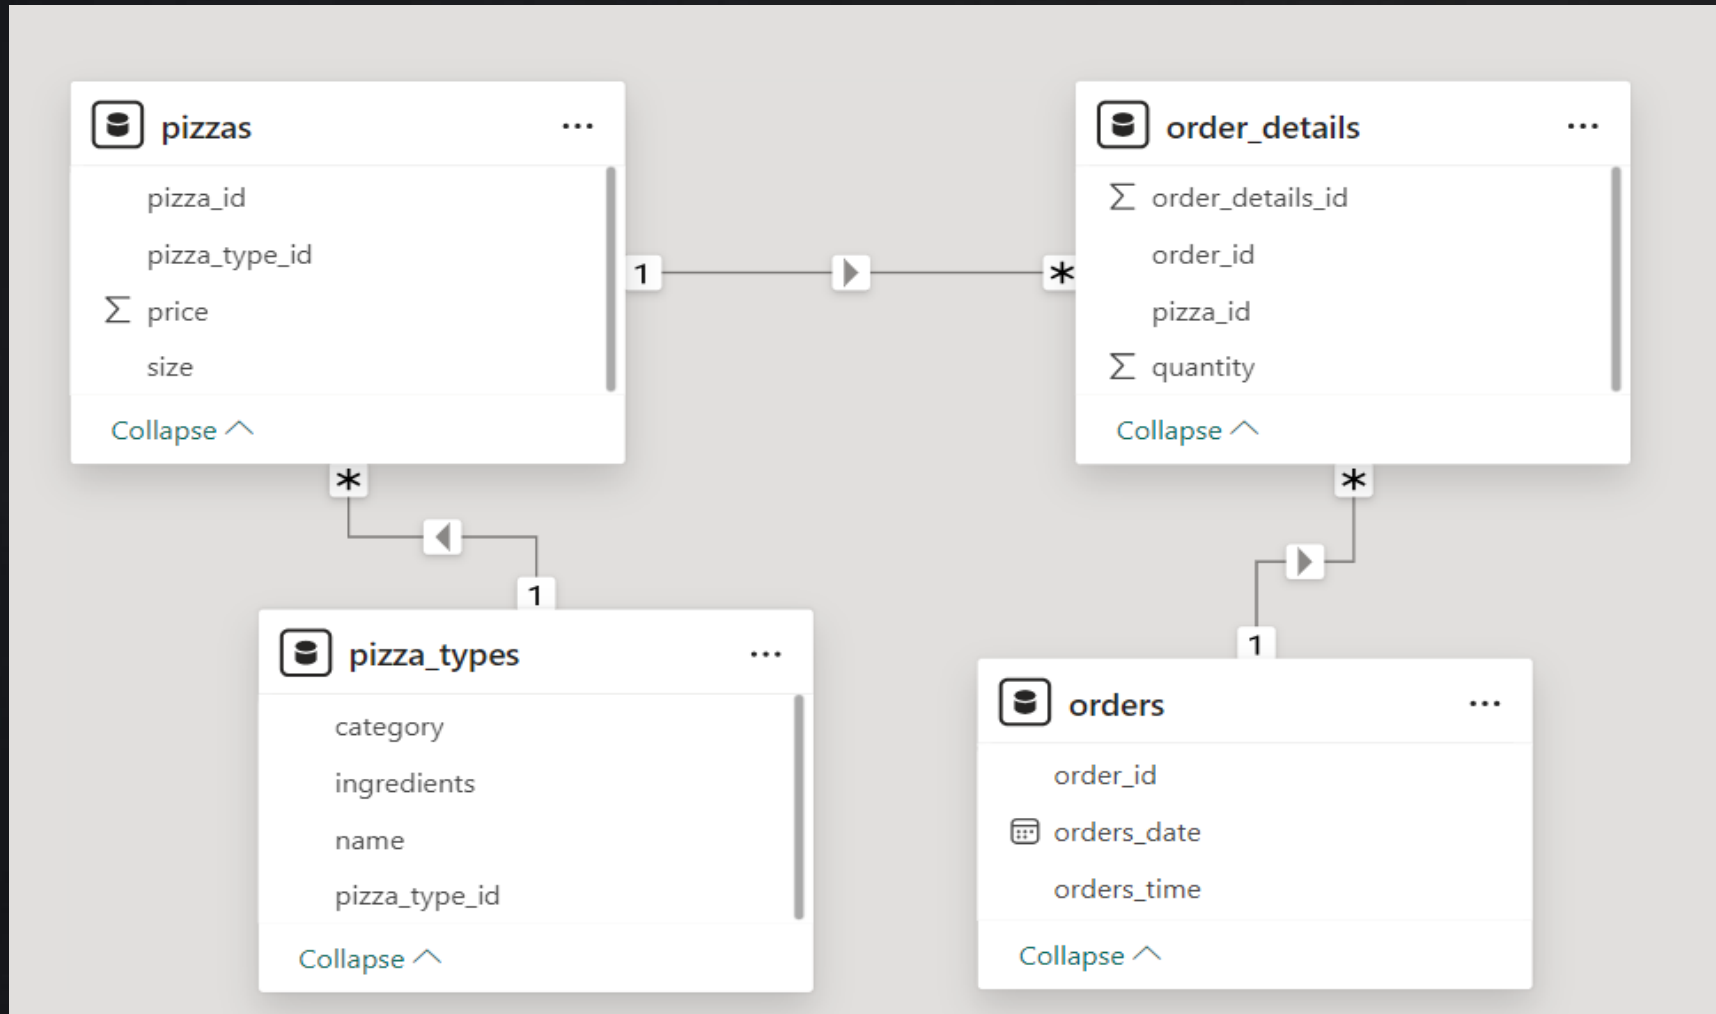 pizzas
pizza_id
pizza_type_id
Σ price
size
Collapse
order_details
Σ order_details_id
order_id
pizza_id
Σ quantity
Collapse
1
*
*
1
*
1
pizza_types
category
ingredients
name
pizza_type_id
Collapse
orders
order_id
orders_date
orders_time
Collapse